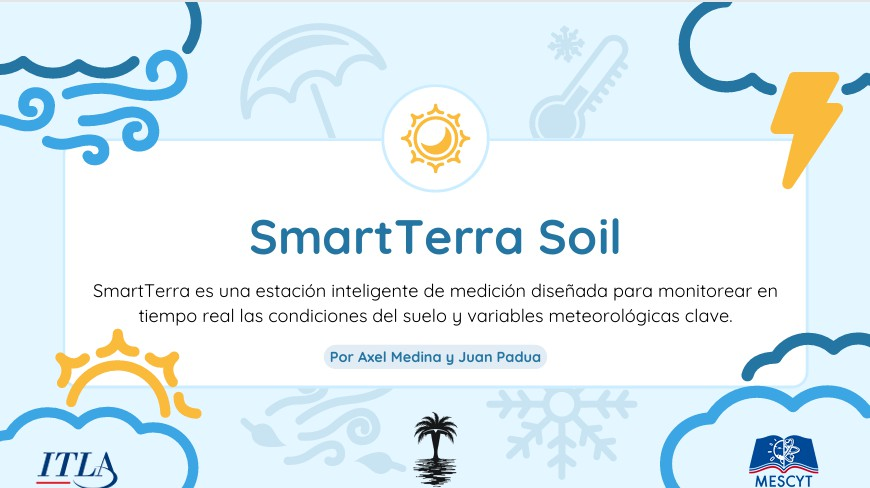 SmartTerra Soil
SmartTerra es una estación inteligente de medición diseñada para monitorear en
tiempo real las condiciones del suelo y variables meteorológicas clave.
Por Axel Medina y Juan Padua
ITLA
MESCYT